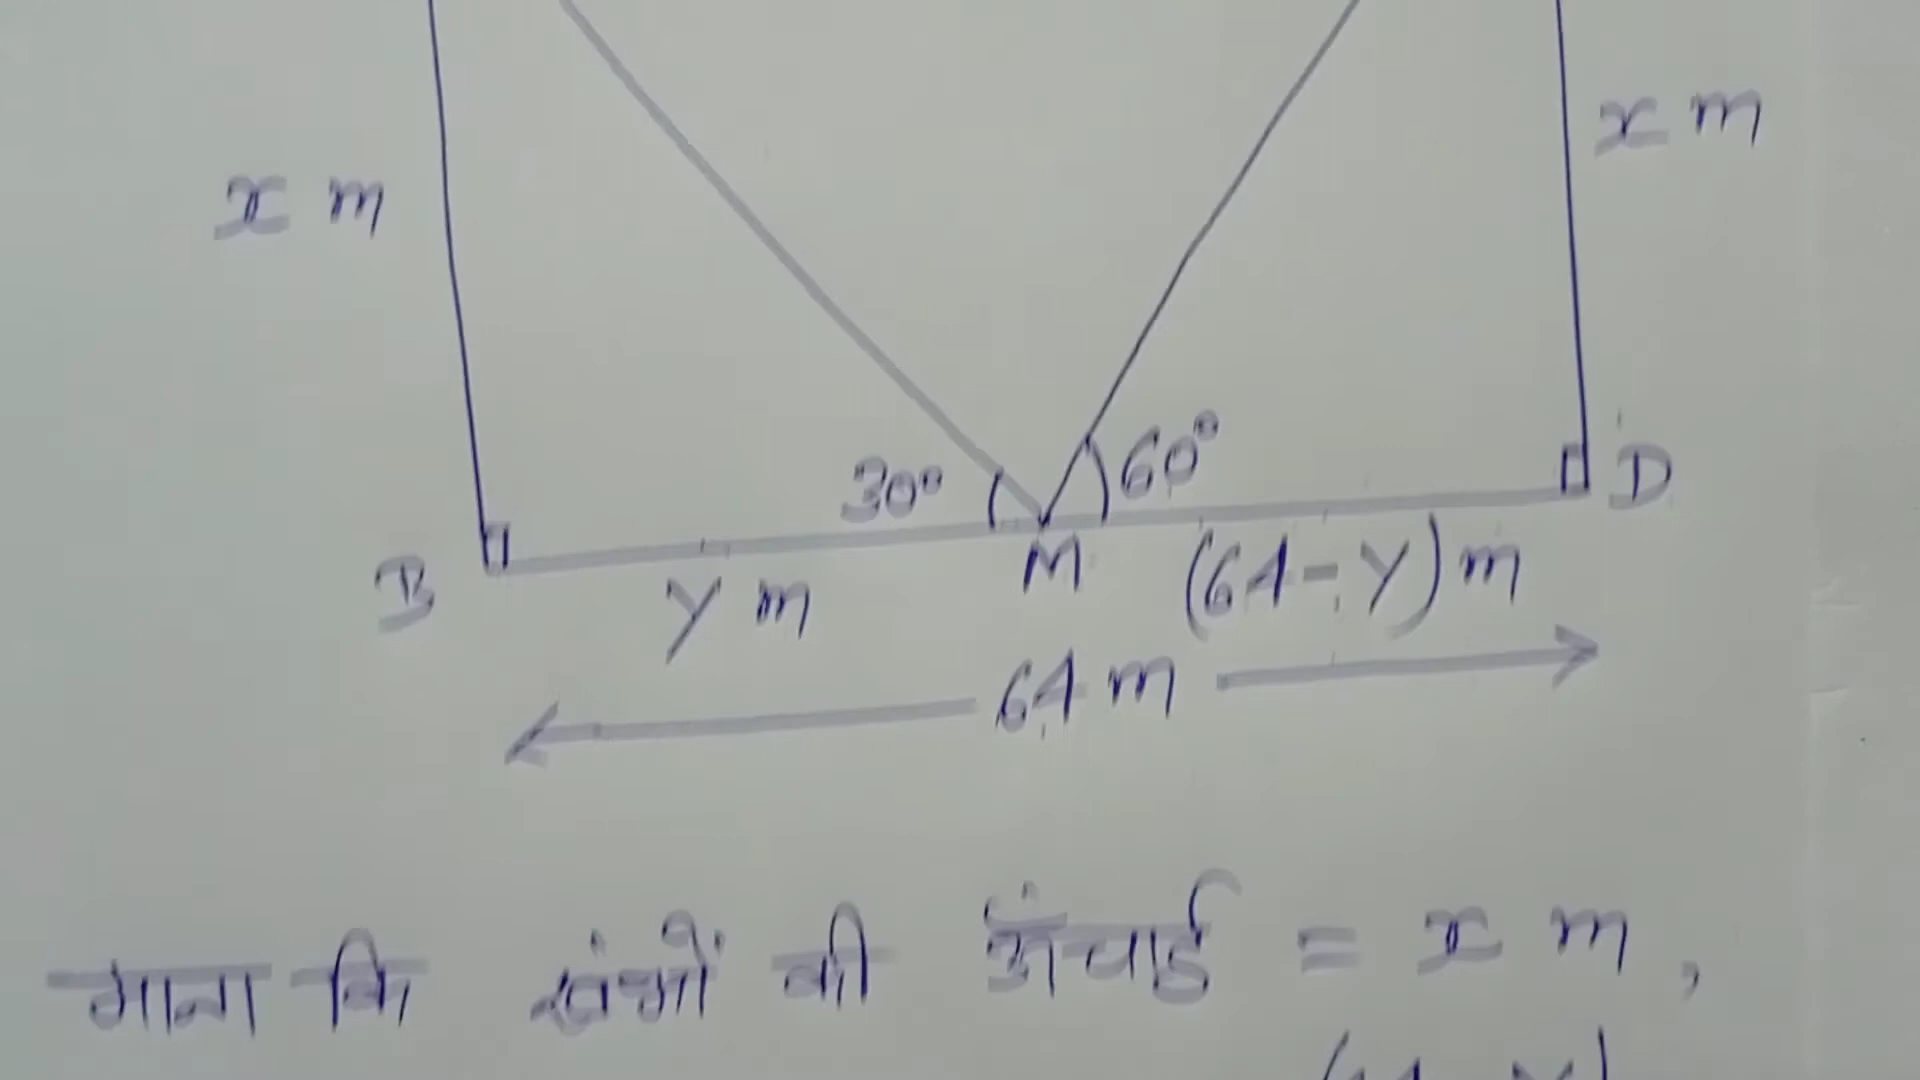 x m
x m
30° 60°
B M D
y m (64-y) m
64 m
माना कि खंभों की ऊंचाई = x m,